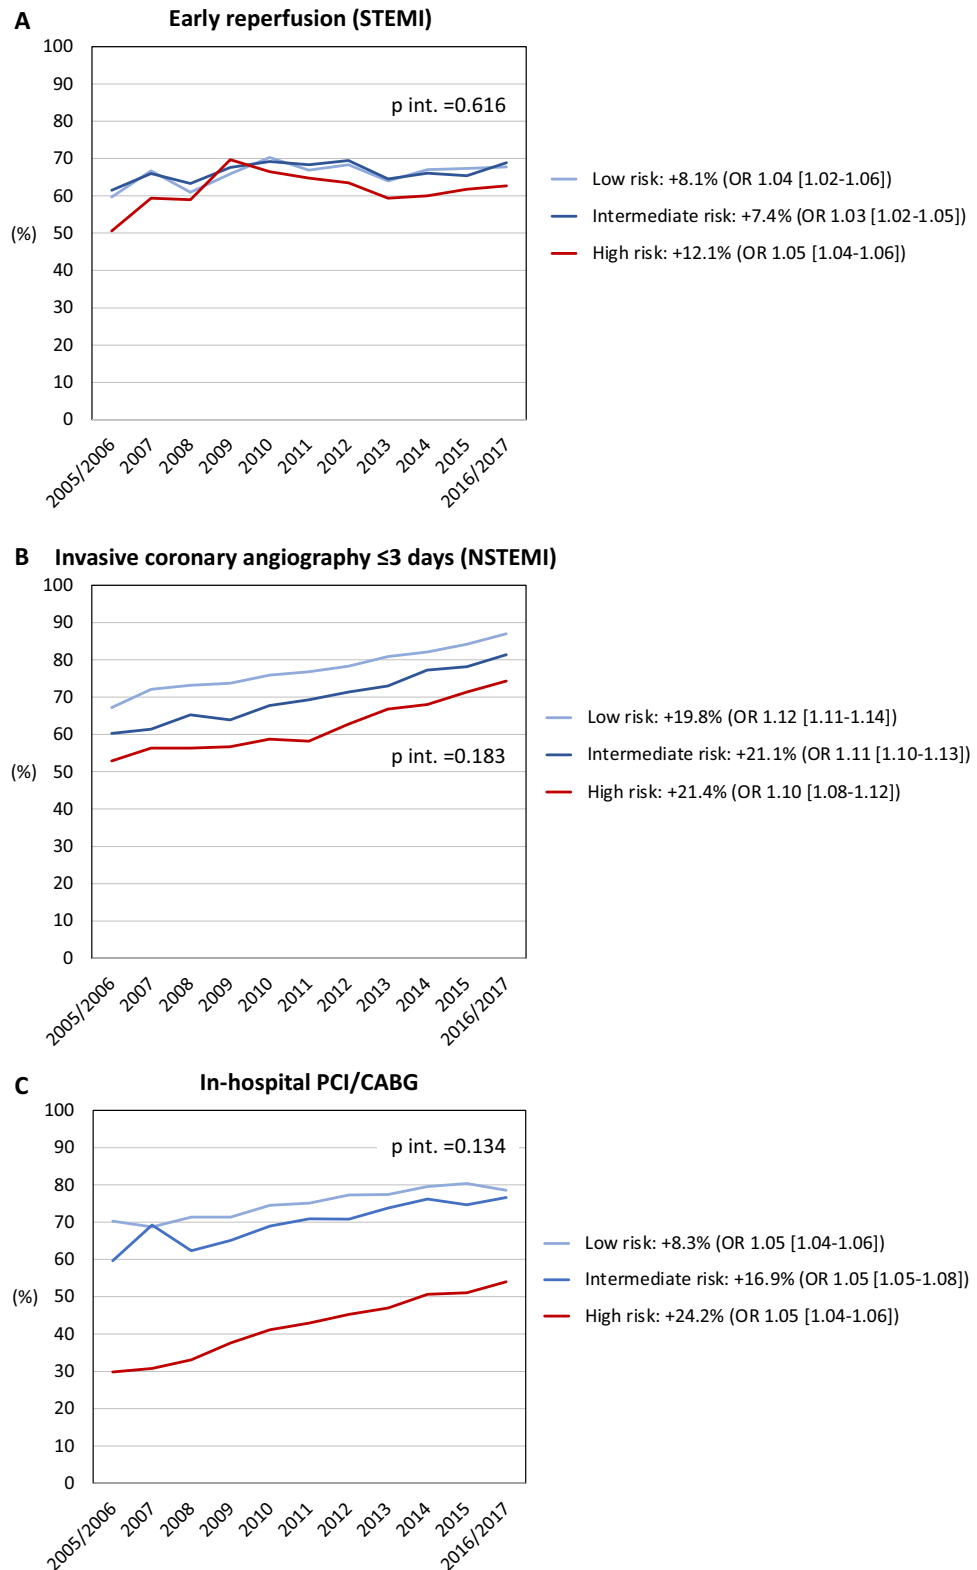 A Early reperfusion (STEMI)
100
90
80
70
60
50
40
30
20
10
0
(%)
p int. =0.616
2005/2006 2007 2008 2009 2010 2011 2012 2013 2014 2015 2016/2017
Low risk: +8.1% (OR 1.04 [1.02-1.06])
Intermediate risk: +7.4% (OR 1.03 [1.02-1.05])
High risk: +12.1% (OR 1.05 [1.04-1.06])
B Invasive coronary angiography ≤3 days (NSTEMI)
100
90
80
70
60
50
40
30
20
10
0
(%)
p int. =0.183
2005/2006 2007 2008 2009 2010 2011 2012 2013 2014 2015 2016/2017
Low risk: +19.8% (OR 1.12 [1.11-1.14])
Intermediate risk: +21.1% (OR 1.11 [1.10-1.13])
High risk: +21.4% (OR 1.10 [1.08-1.12])
C In-hospital PCI/CABG
100
90
80
70
60
50
40
30
20
10
0
(%)
p int. =0.134
2005/2006 2007 2008 2009 2010 2011 2012 2013 2014 2015 2016/2017
Low risk: +8.3% (OR 1.05 [1.04-1.06])
Intermediate risk: +16.9% (OR 1.05 [1.05-1.08])
High risk: +24.2% (OR 1.05 [1.04-1.06])